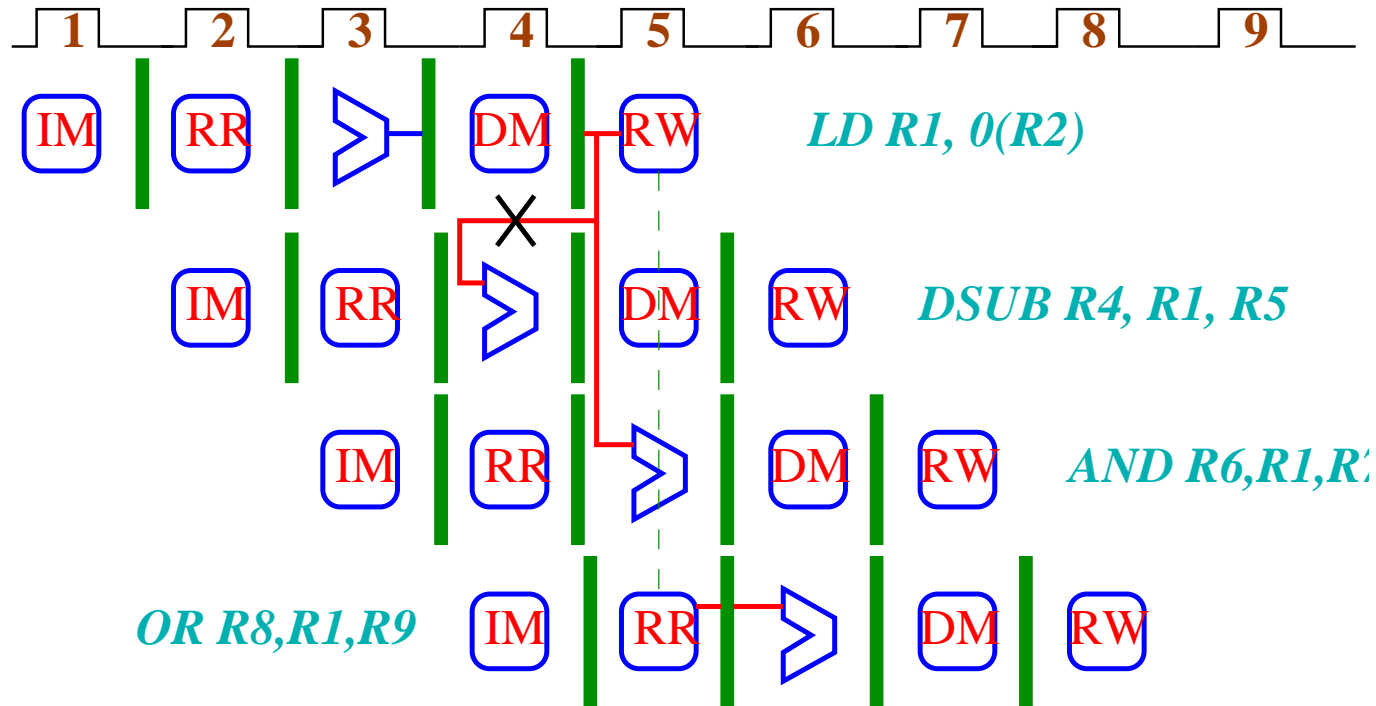 1 2 3 4 5 6 7 8 9
IM RR DM RW LD R1, 0(R2)
IM RR DM RW DSUB R4, R1, R5
IM RR DM RW AND R6,R1,
OR R8,R1,R9 IM RR DM RW